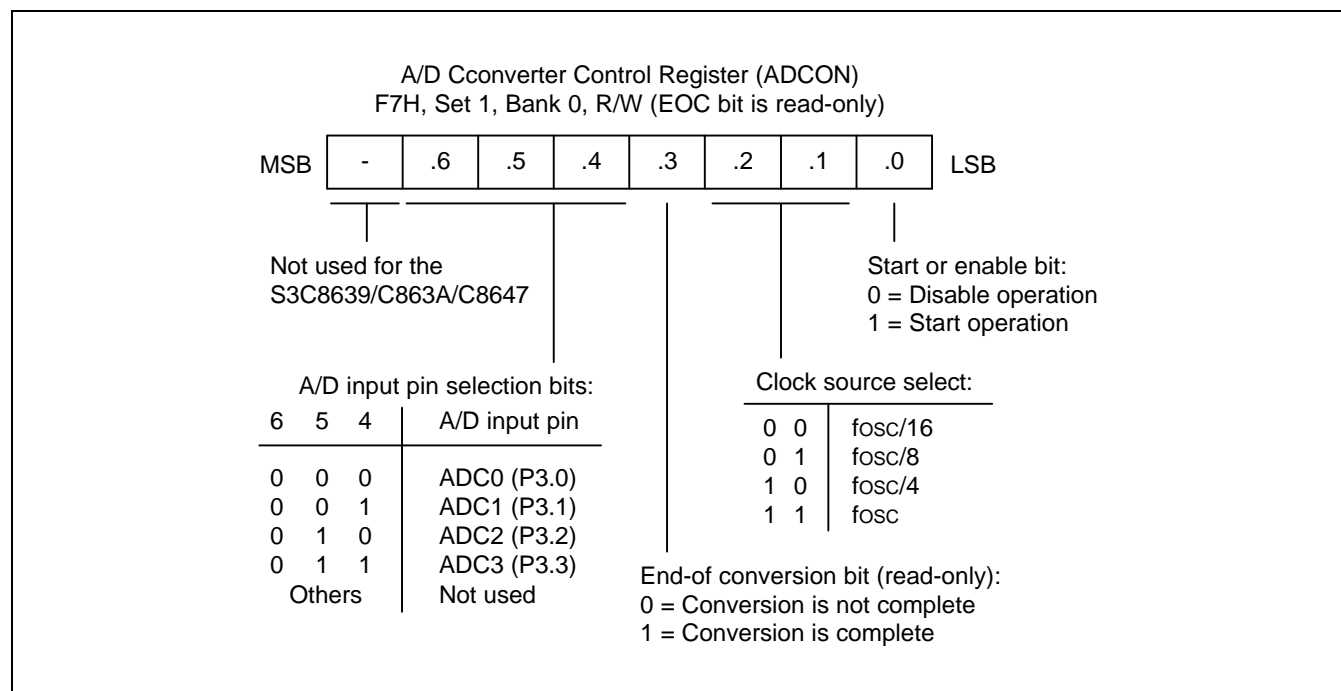 A/D Cconverter Control Register (ADCON)
F7H, Set 1, Bank 0, R/W (EOC bit is read-only)
MSB - .6 .5 .4 .3 .2 .1 .0 LSB
Not used for the
S3C8639/C863A/C8647
Start or enable bit:
0 = Disable operation
1 = Start operation
A/D input pin selection bits:
6 5 4 A/D input pin
0 0 0 ADC0 (P3.0)
0 0 1 ADC1 (P3.1)
0 1 0 ADC2 (P3.2)
0 1 1 ADC3 (P3.3)
Others Not used
Clock source select:
0 0 fosc/16
0 1 fosc/8
1 0 fosc/4
1 1 fosc
End-of conversion bit (read-only):
0 = Conversion is not complete
1 = Conversion is complete